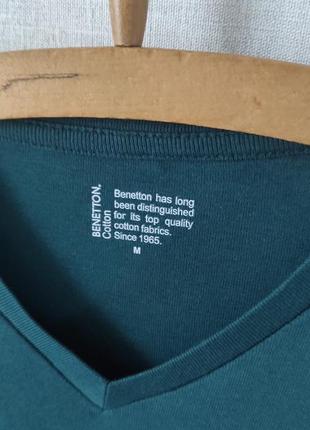 BENETTON.
Cotton
Benetton has long
been distinguished
for its top quality
cotton fabrics.
Since 1965.
M